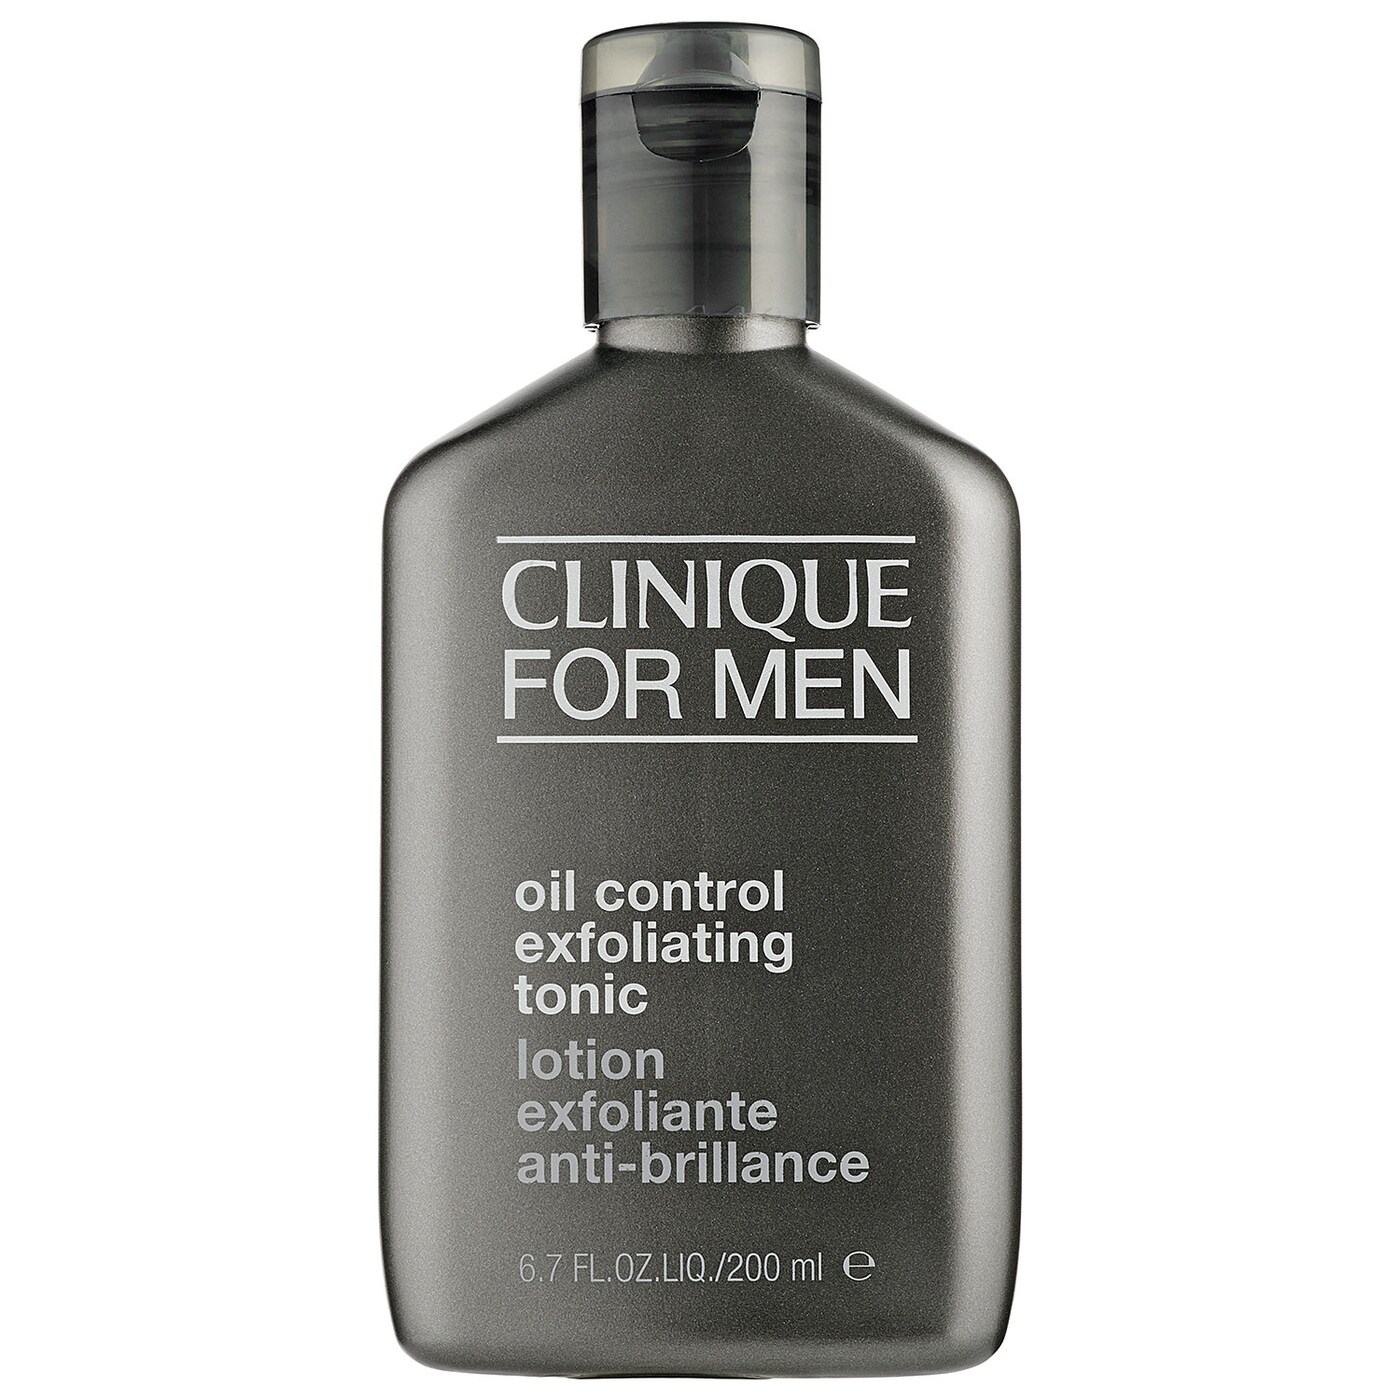 CLINIQUE
FOR MEN
oil control
exfoliating
tonic
lotion
exfoliante
anti-brillance
6.7 FL.OZ.LIQ./200 ml ℮